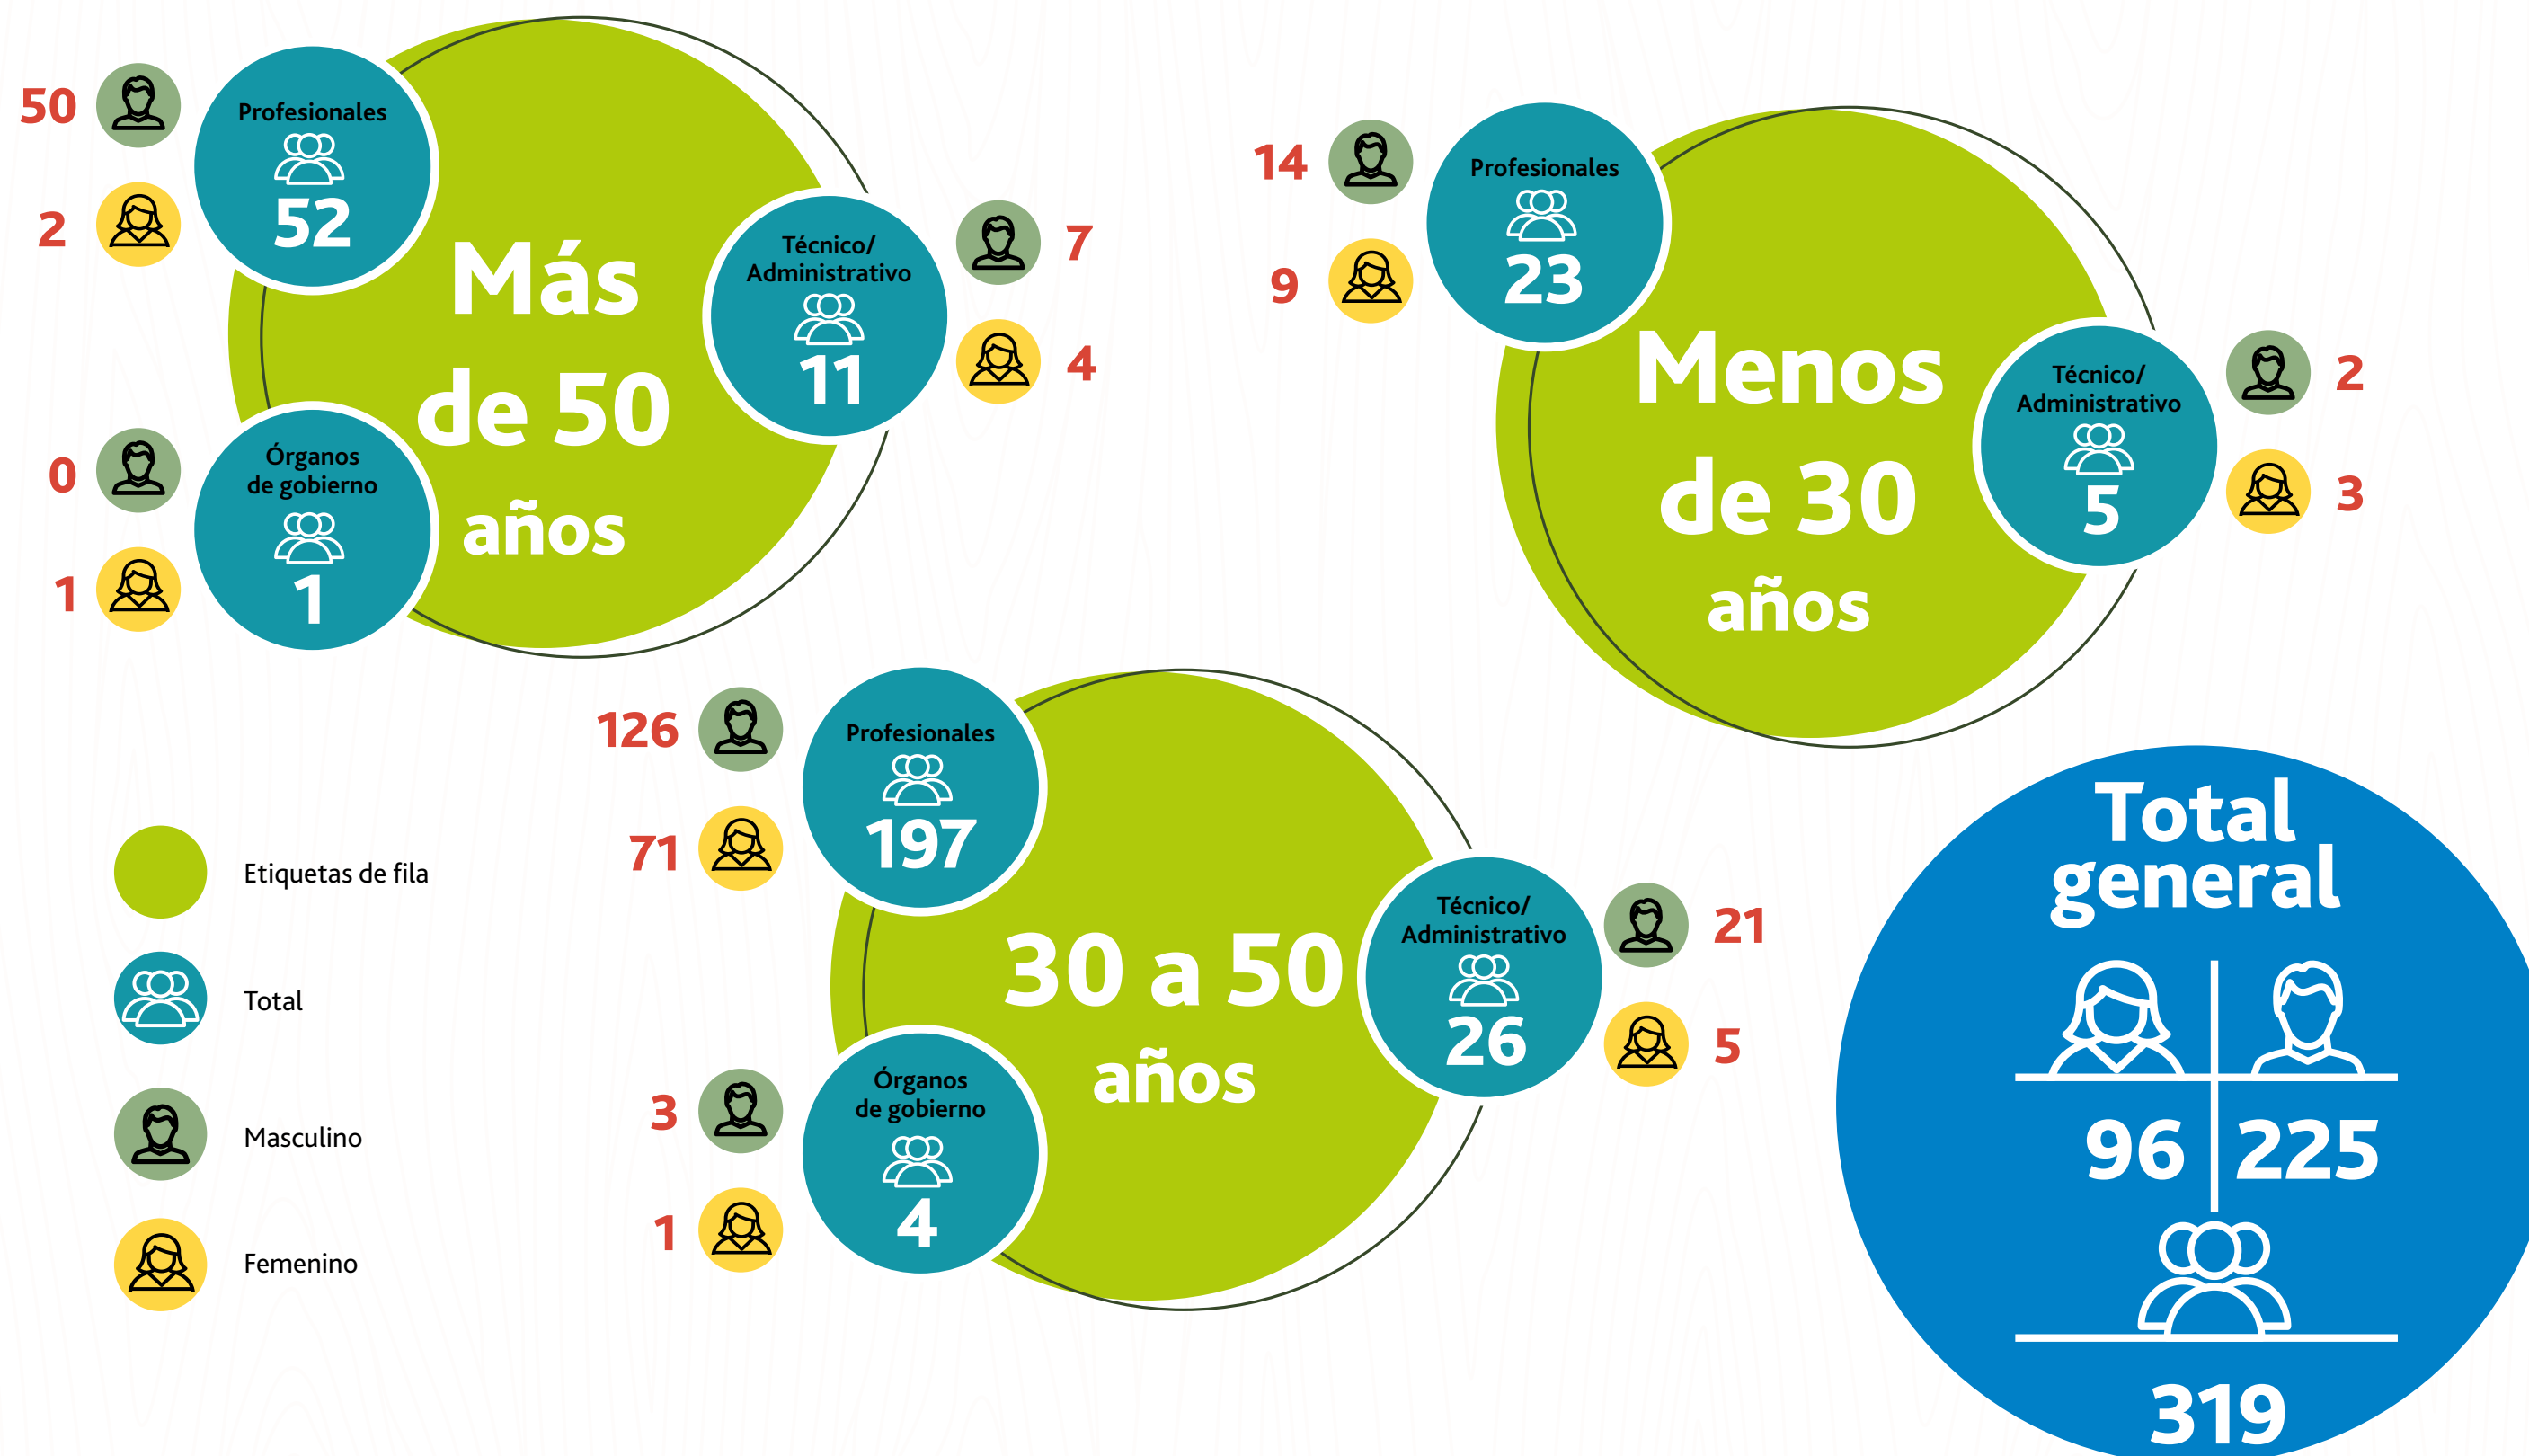 50
Profesionales
52
2
Más
de 50
años
Técnico/
Administrativo
11
7
4
0
Órganos
de gobierno
1
1
14
Profesionales
23
9
Menos
de 30
años
Técnico/
Administrativo
5
2
3
126
Profesionales
197
71
30 a 50
años
Técnico/
Administrativo
26
21
5
3
Órganos
de gobierno
4
1
Etiquetas de fila
Total
Masculino
Femenino
Total
general
96 225
319